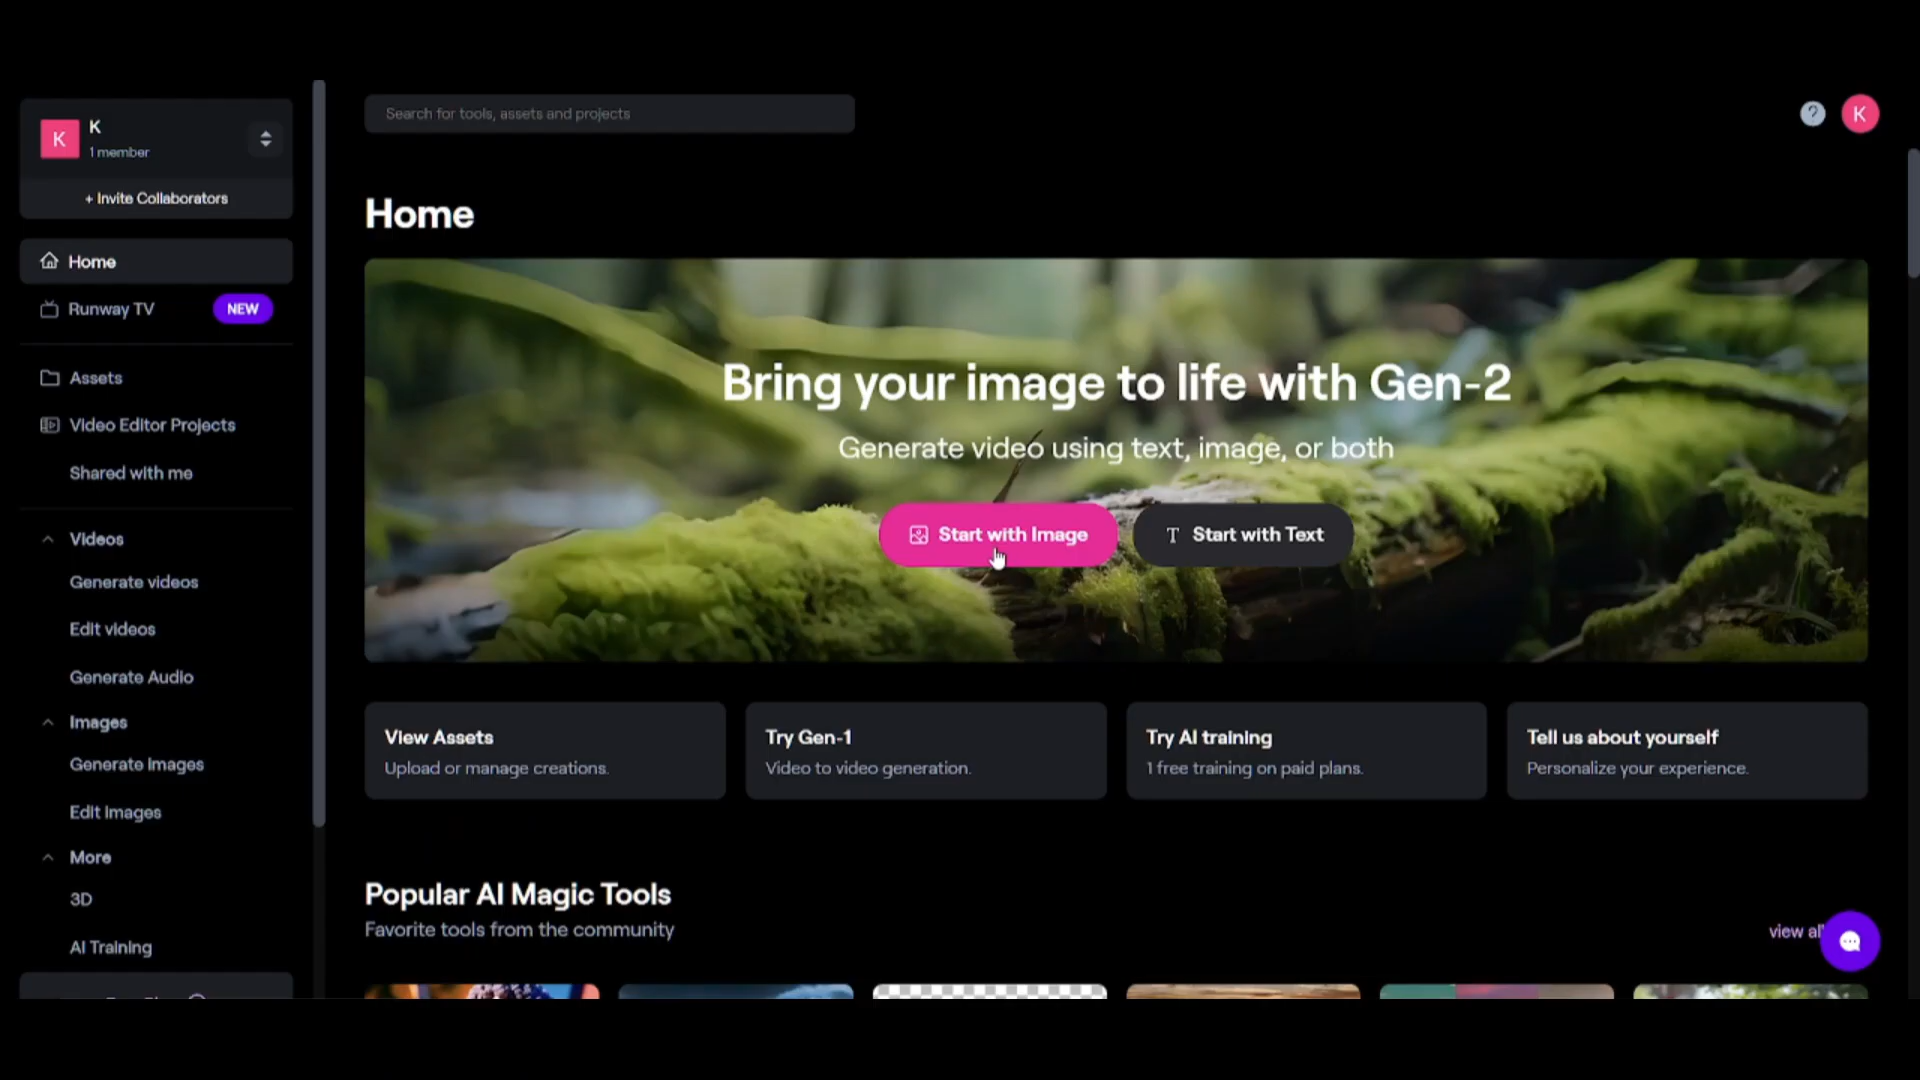 K
K
1 member
+ Invite Collaborators
Home
Runway TV
NEW
Assets
Video Editor Projects
Shared with me
Videos
Generate videos
Edit videos
Generate Audio
Images
Generate Images
Edit Images
More
3D
AI Training
Search for tools, assets and projects
?
K
Home
Bring your image to life with Gen-2
Generate video using text, image, or both
Start with Image
T Start with Text
View Assets
Upload or manage creations.
Try Gen-1
Video to video generation.
Try AI training
1 free training on paid plans.
Tell us about yourself
Personalize your experience.
Popular AI Magic Tools
Favorite tools from the community
view all